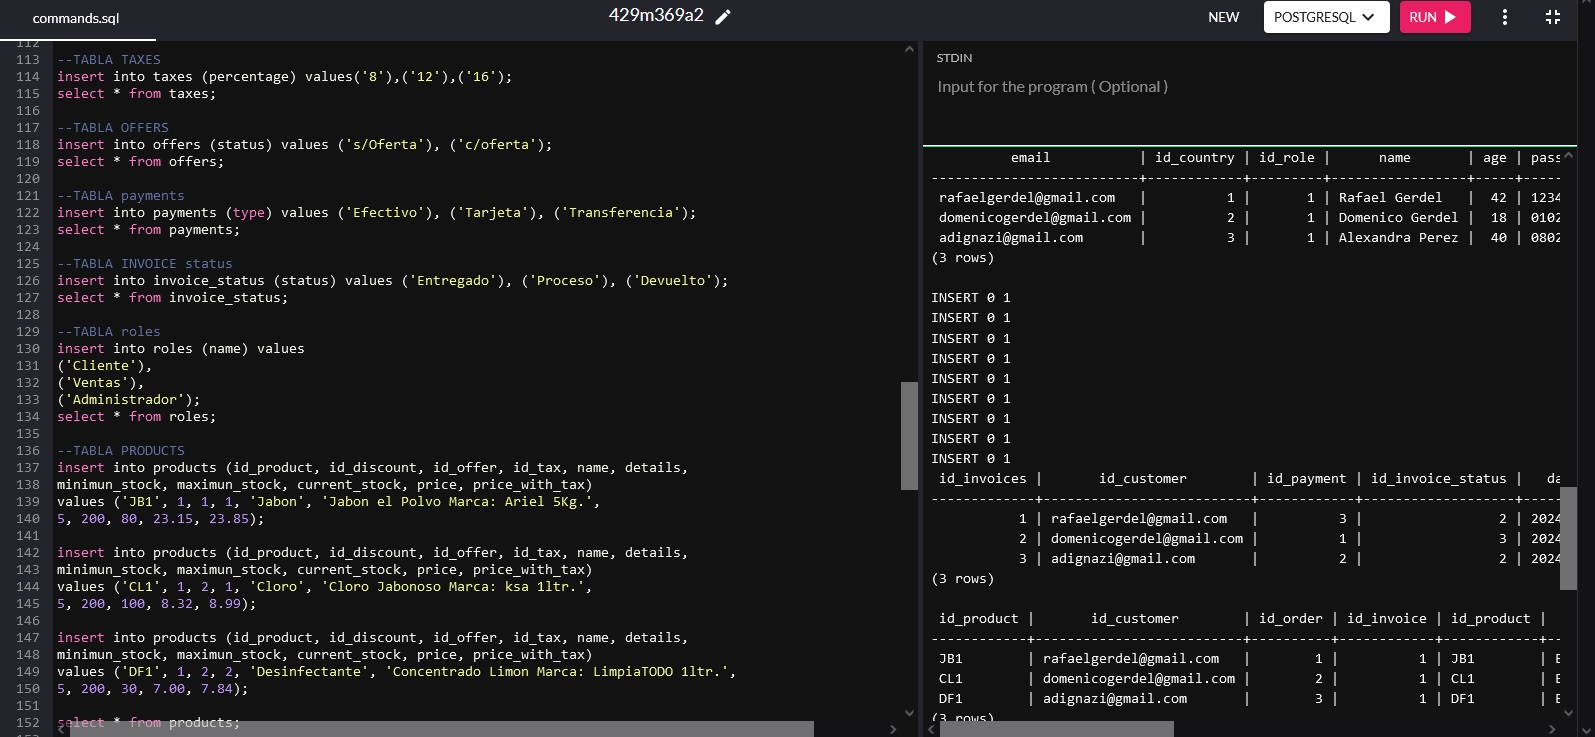 commands.sql
429m369a2
NEW
POSTGRESQL
RUN
112
113 --TABLA TAXES
114 insert into taxes (percentage) values('8'),('12'),('16');
115 select * from taxes;
116
117 --TABLA OFFERS
118 insert into offers (status) values ('s/Oferta'), ('c/oferta');
119 select * from offers;
120
121 --TABLA payments
122 insert into payments (type) values ('Efectivo'), ('Tarjeta'), ('Transferencia');
123 select * from payments;
124
125 --TABLA INVOICE status
126 insert into invoice_status (status) values ('Entregado'), ('Proceso'), ('Devuelto');
127 select * from invoice_status;
128
129 --TABLA roles
130 insert into roles (name) values
131 ('Cliente'),
132 ('Ventas'),
133 ('Administrador');
134 select * from roles;
135
136 --TABLA PRODUCTS
137 insert into products (id_product, id_discount, id_offer, id_tax, name, details,
138 minimun_stock, maximun_stock, current_stock, price, price_with_tax)
139 values ('JB1', 1, 1, 1, 'Jabon', 'Jabon el Polvo Marca: Ariel 5Kg.',
140 5, 200, 80, 23.15, 23.85);
141
142 insert into products (id_product, id_discount, id_offer, id_tax, name, details,
143 minimun_stock, maximun_stock, current_stock, price, price_with_tax)
144 values ('CL1', 1, 2, 1, 'Cloro', 'Cloro Jabonoso Marca: ksa 1ltr.',
145 5, 200, 100, 8.32, 8.99);
146
147 insert into products (id_product, id_discount, id_offer, id_tax, name, details,
148 minimun_stock, maximun_stock, current_stock, price, price_with_tax)
149 values ('DF1', 1, 2, 2, 'Desinfectante', 'Concentrado Limon Marca: LimpiaTODO 1ltr.',
150 5, 200, 30, 7.00, 7.84);
151
152 select * from products;
STDIN
Input for the program ( Optional )
email | id_country | id_role | name | age | pass
---------------------------+------------+---------+-----------------+-----+----
rafaelgerdel@gmail.com | 1 | 1 | Rafael Gerdel | 42 | 1234
domenicogerdel@gmail.com | 2 | 1 | Domenico Gerdel | 18 | 0102
adignazi@gmail.com | 3 | 1 | Alexandra Perez | 40 | 0802
(3 rows)
INSERT 0 1
INSERT 0 1
INSERT 0 1
INSERT 0 1
INSERT 0 1
INSERT 0 1
INSERT 0 1
INSERT 0 1
INSERT 0 1
id_invoices | id_customer | id_payment | id_invoice_status | da
-------------+--------------------------+------------+-------------------+----
1 | rafaelgerdel@gmail.com | 3 | 2 | 2024
2 | domenicogerdel@gmail.com | 1 | 3 | 2024
3 | adignazi@gmail.com | 2 | 2 | 2024
(3 rows)
id_product | id_customer | id_order | id_invoice | id_product |
------------+--------------------------+----------+------------+------------+--
JB1 | rafaelgerdel@gmail.com | 1 | 1 | JB1 | E
CL1 | domenicogerdel@gmail.com | 2 | 1 | CL1 | E
DF1 | adignazi@gmail.com | 3 | 1 | DF1 | E
(3 rows)